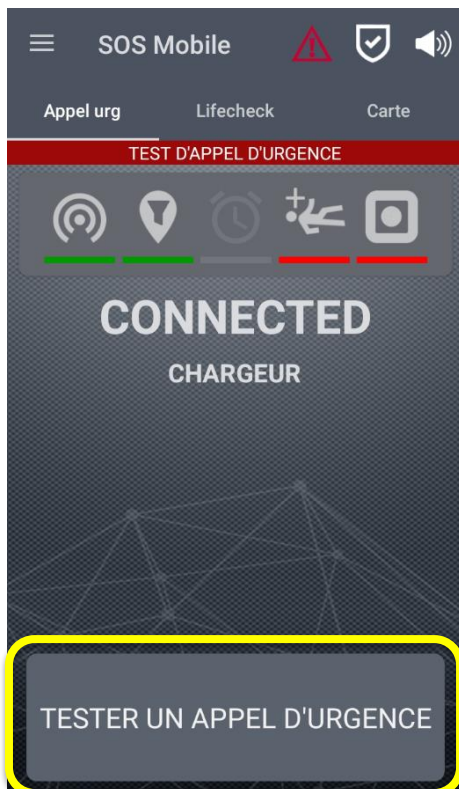 SOS Mobile
Appel urg Lifecheck Carte
TEST D'APPEL D'URGENCE
CONNECTED
CHARGEUR
TESTER UN APPEL D'URGENCE